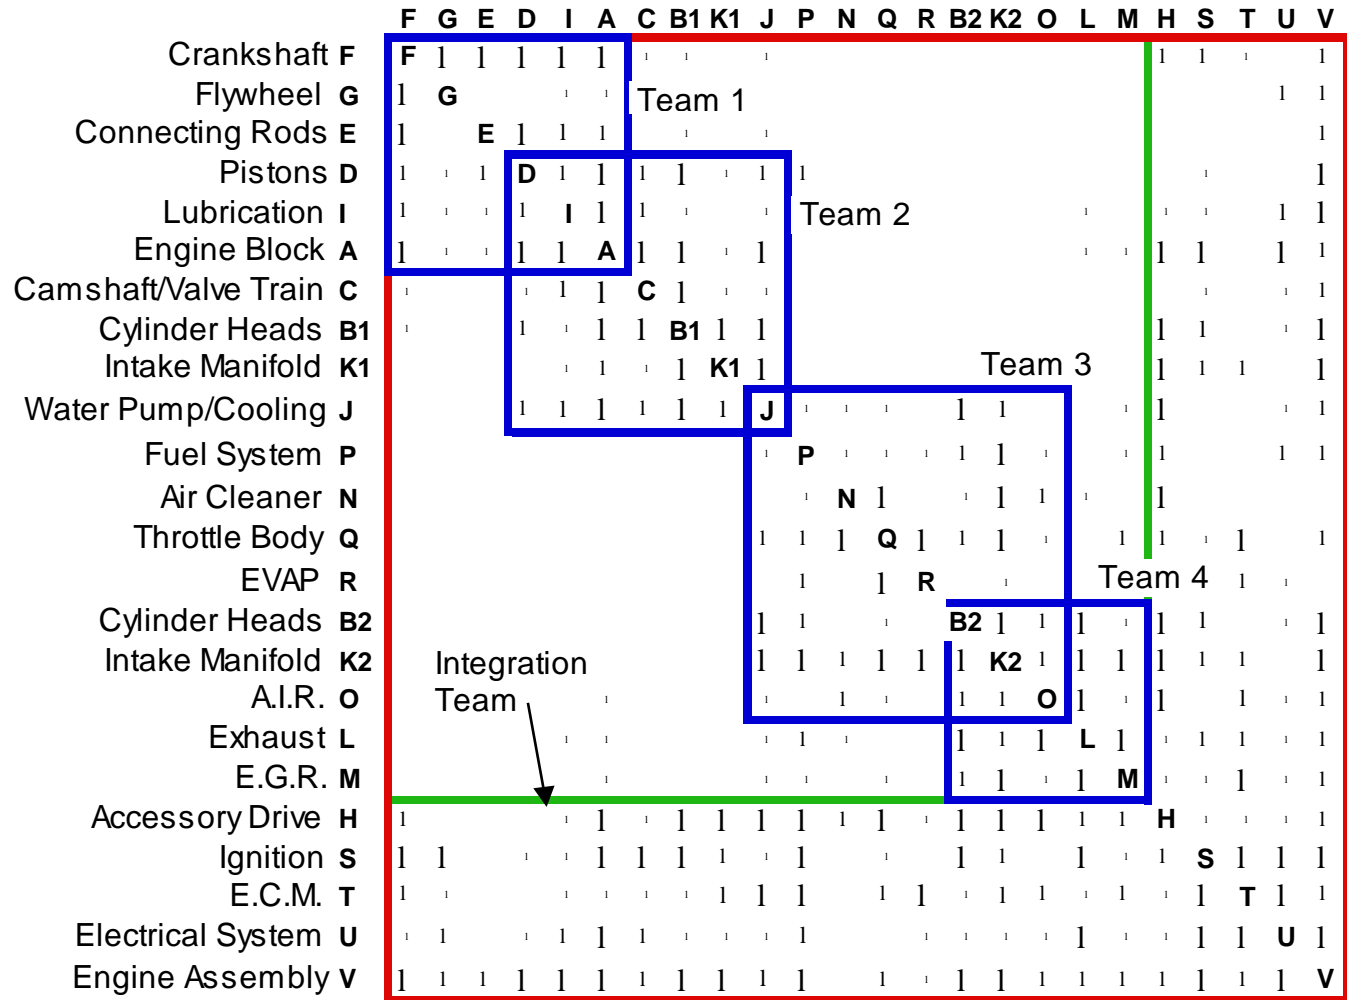 F G E D I A C B1 K1 J P N Q R B2 K2 O L M H S T U V
Crankshaft F F l l l l l l l l l l l l
Flywheel G l G l l Team 1 l l
Connecting Rods E l E l l l l l l
Pistons D l l l D l l l l l l l l l
Lubrication I l l l l I l l l l Team 2 l l l l l
Engine Block A l l l l l A l l l l l l l l l l
Camshaft/Valve Train C l l l l C l l l l l l
Cylinder Heads B1 l l l l l B1 l l l l l l
Intake Manifold K1 l l l l K1 l l l l l
Team 3
Water Pump/Cooling J l l l l l l J l l l l l l l l l
Fuel System P l P l l l l l l l l l l
Air Cleaner N l N l l l l l l
Throttle Body Q l l l Q l l l l l l l l l
EVAP R l l R l l l
Team 4
Cylinder Heads B2 l l l B2 l l l l l l l l
Intake Manifold K2 l l l l l l K2 l l l l l l l
Integration
Team
A.I.R. O l l l l l l O l l l l l l
Exhaust L l l l l l l l l L l l l l l l
E.G.R. M l l l l l l l l M l l l l l
Accessory Drive H l l l l l l l l l l l l l l l l H l l l l
Ignition S l l l l l l l l l l l l l l l l S l l l
E.C.M. T l l l l l l l l l l l l l l l l l l T l l
Electrical System U l l l l l l l l l l l l l l l l l l l U l
Engine Assembly V l l l l l l l l l l l l l l l l l l l l l l V